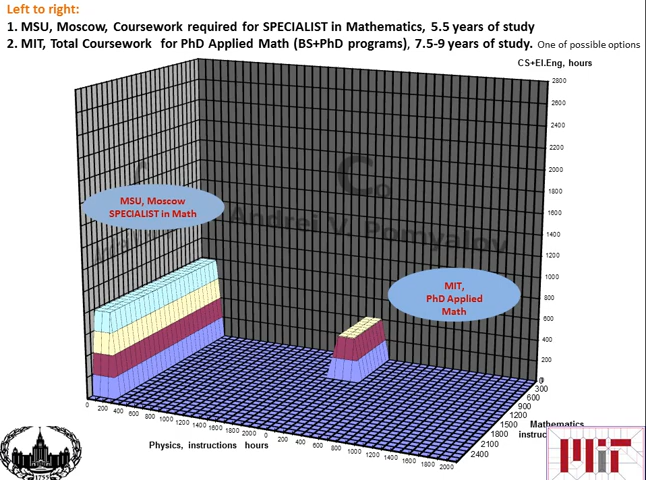 Left to right:
1. MSU, Moscow, Coursework required for SPECIALIST in Mathematics, 5.5 years of study
2. MIT, Total Coursework for PhD Applied Math (BS+PhD programs), 7.5-9 years of study. One of possible options
CS+El.Eng, hours
2800
2600
2400
2200
2000
1800
1600
1400
1200
1000
800
600
400
200
0
Co
Andrei V. Pomyalov
MSU, Moscow
SPECIALIST in Math
MIT,
PhD Applied
Math
0 200 400 600 800 1000 1200 1400 1600 1800 2000 0 200 400 600 800 1000 1200 1400 1600 1800 2000
Physics, instructions hours
0
300
600
900
1200
1500
1800
2100
2400
Mathematics
instruc
1755
MIT